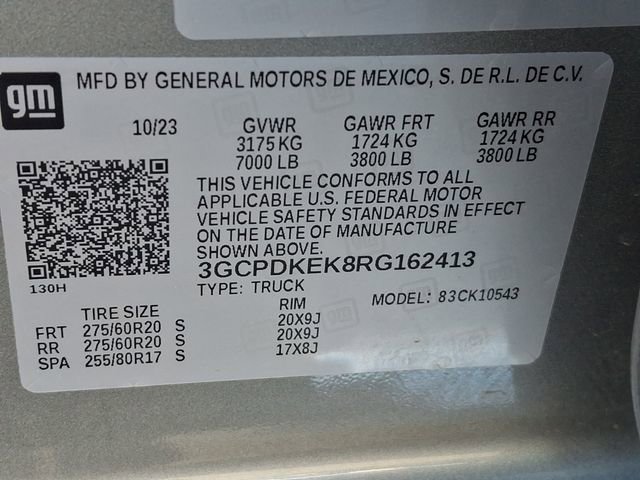 gm
MFD BY GENERAL MOTORS DE MEXICO, S. DE R.L. DE C.V.
10/23 GVWR GAWR FRT GAWR RR
3175 KG 1724 KG 1724 KG
7000 LB 3800 LB 3800 LB
THIS VEHICLE CONFORMS TO ALL
APPLICABLE U.S. FEDERAL MOTOR
VEHICLE SAFETY STANDARDS IN EFFECT
ON THE DATE OF MANUFACTURE
SHOWN ABOVE.
3GCPDKEK8RG162413
130H
TYPE: TRUCK MODEL: 83CK10543
TIRE SIZE RIM
FRT 275/60R20 S 20X9J
RR 275/60R20 S 20X9J
SPA 255/80R17 S 17X8J